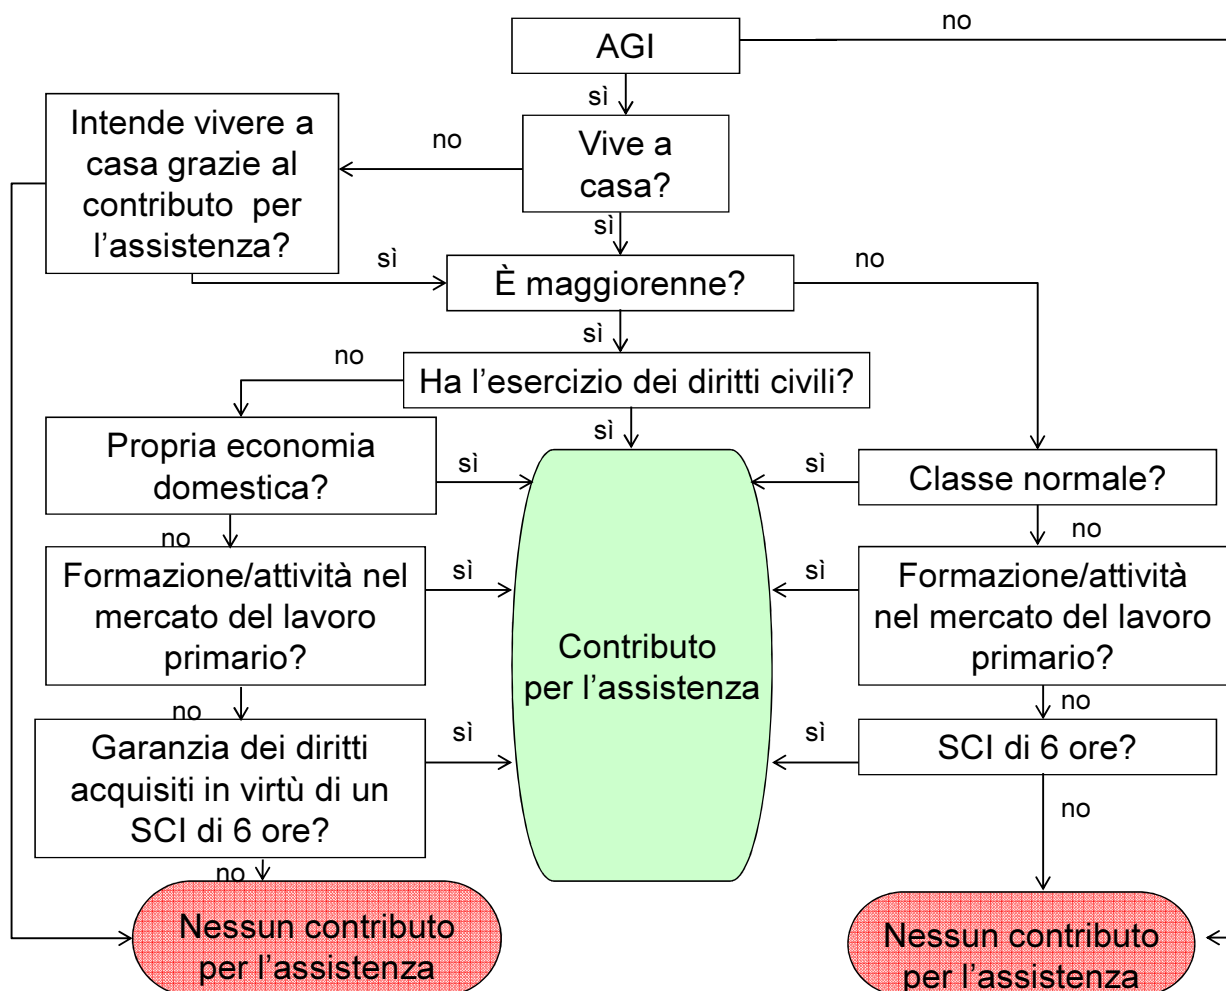 AGI
no
sì
Intende vivere a
casa grazie al
contributo per
l'assistenza?
no
Vive a
casa?
sì
sì
È maggiorenne?
no
sì
no
Ha l'esercizio dei diritti civili?
sì
Propria economia
domestica?
sì
sì
Classe normale?
no
no
Formazione/attività nel
mercato del lavoro
primario?
sì
sì
Formazione/attività
nel mercato del lavoro
primario?
Contributo
per l'assistenza
no
no
Garanzia dei diritti
acquisiti in virtù di un
SCI di 6 ore?
sì
sì
SCI di 6 ore?
no
no
Nessun contributo
per l'assistenza
Nessun contributo
per l'assistenza